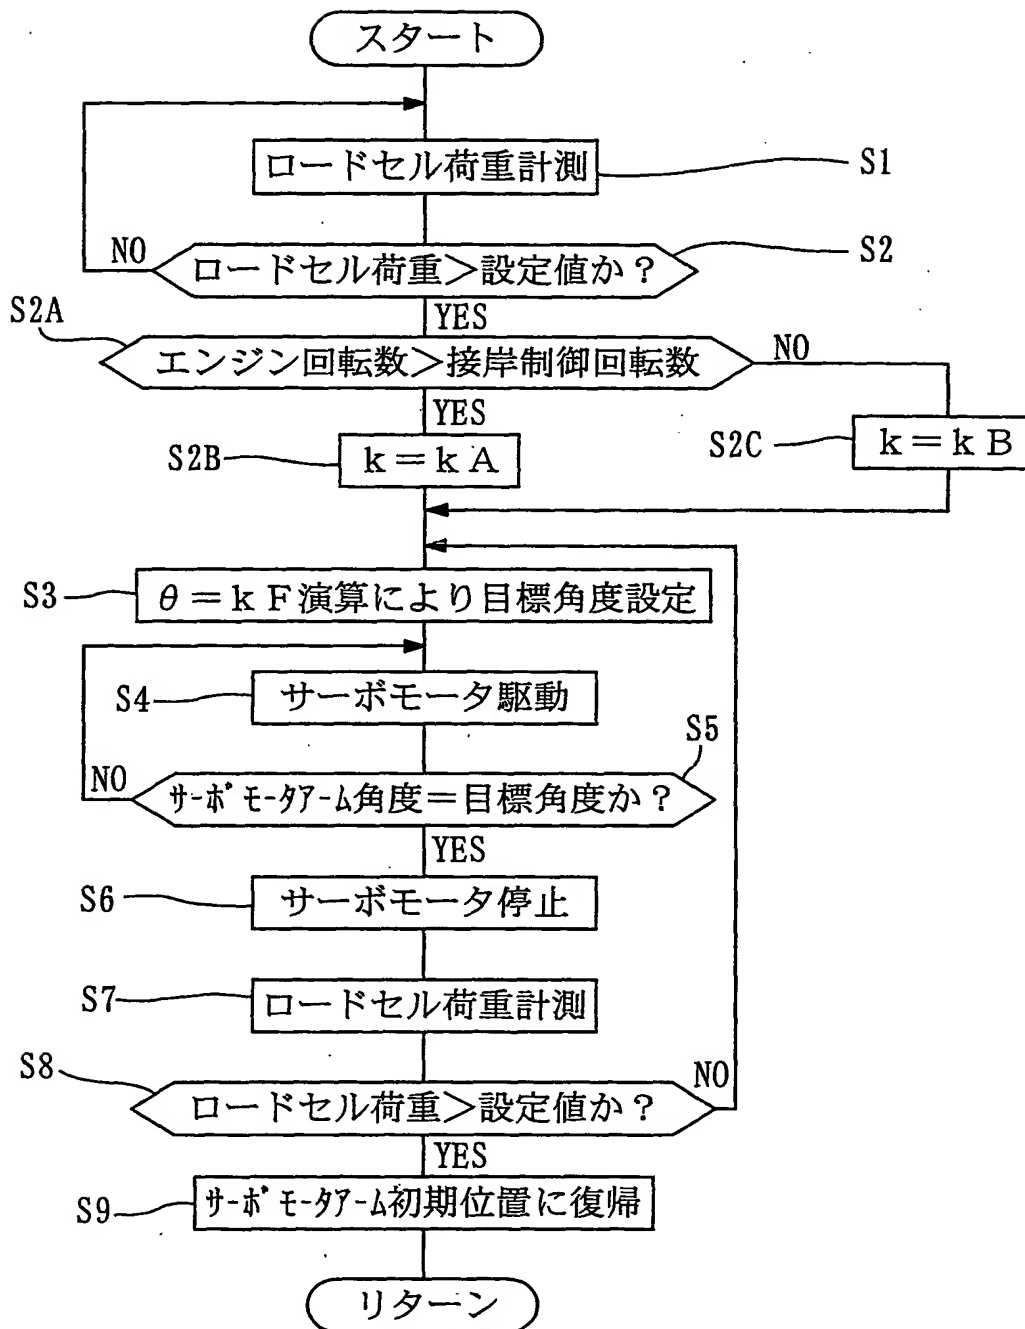 スタート
ロードセル荷重計測
S1
ロードセル荷重>設定値か?
S2
NO
YES
S2A
エンジン回転数>接岸制御回転数
NO
YES
S2B
k=kA
S2C
k=kB
S3
θ=kF演算により目標角度設定
S4
サーボモータ駆動
S5
NO
サーボモータアーム角度=目標角度か?
YES
S6
サーボモータ停止
S7
ロードセル荷重計測
S8
ロードセル荷重>設定値か?
NO
YES
S9
サーボモータアーム初期位置に復帰
リターン